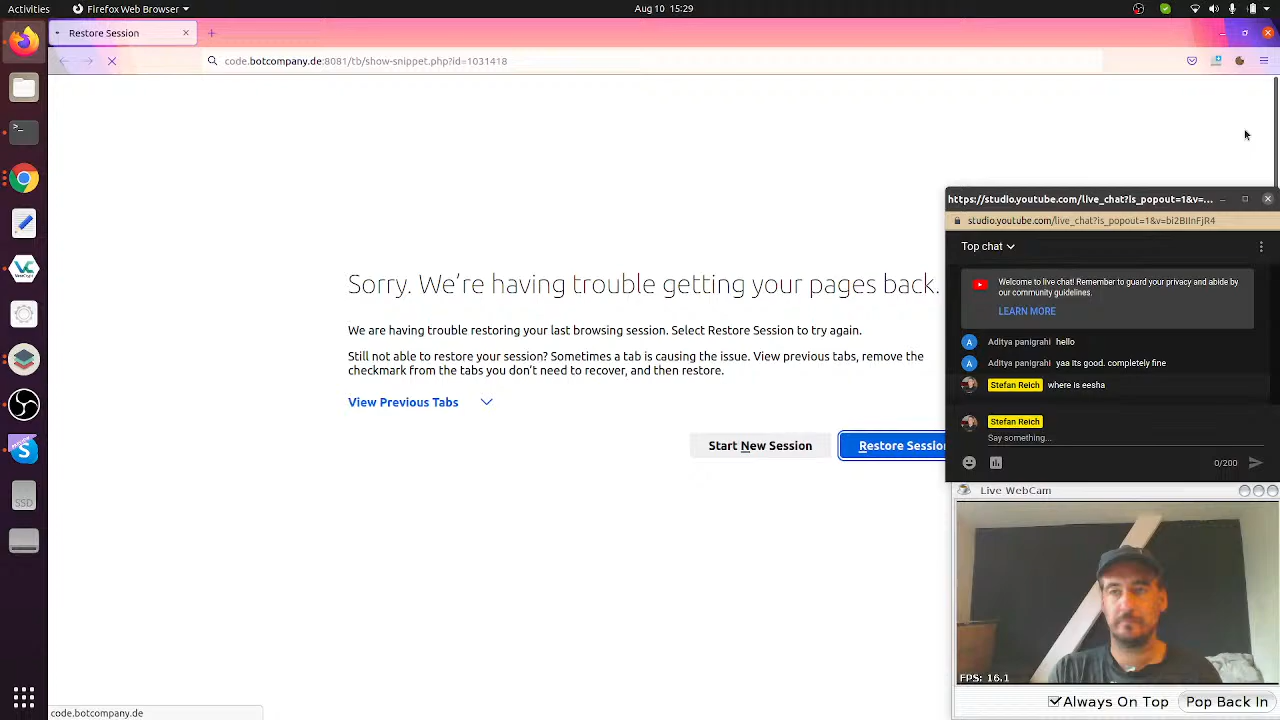 Activities
Firefox Web Browser
Aug 10 15:29
Restore Session
code.botcompany.de:8081/tb/show-snippet.php?id=1031418
Sorry. We're having trouble getting your pages back.
We are having trouble restoring your last browsing session. Select Restore Session to try again.
Still not able to restore your session? Sometimes a tab is causing the issue. View previous tabs, remove the
checkmark from the tabs you don't need to recover, and then restore.
View Previous Tabs
Start New Session
Restore Sessio
https://studio.youtube.com/live_chat?is_popout=1&v=...
studio.youtube.com/live_chat?is_popout=1&v=bi2BIInFjR4
Top chat
Welcome to live chat! Remember to guard your privacy and abide by
our community guidelines.
LEARN MORE
A Aditya panigrahi hello
A Aditya panigrahi yaa its good. completely fine
Stefan Reich where is eesha
Stefan Reich
Say something...
0/200
Live WebCam
FPS: 16.1
Always On Top
Pop Back In
SSD
code.botcompany.de